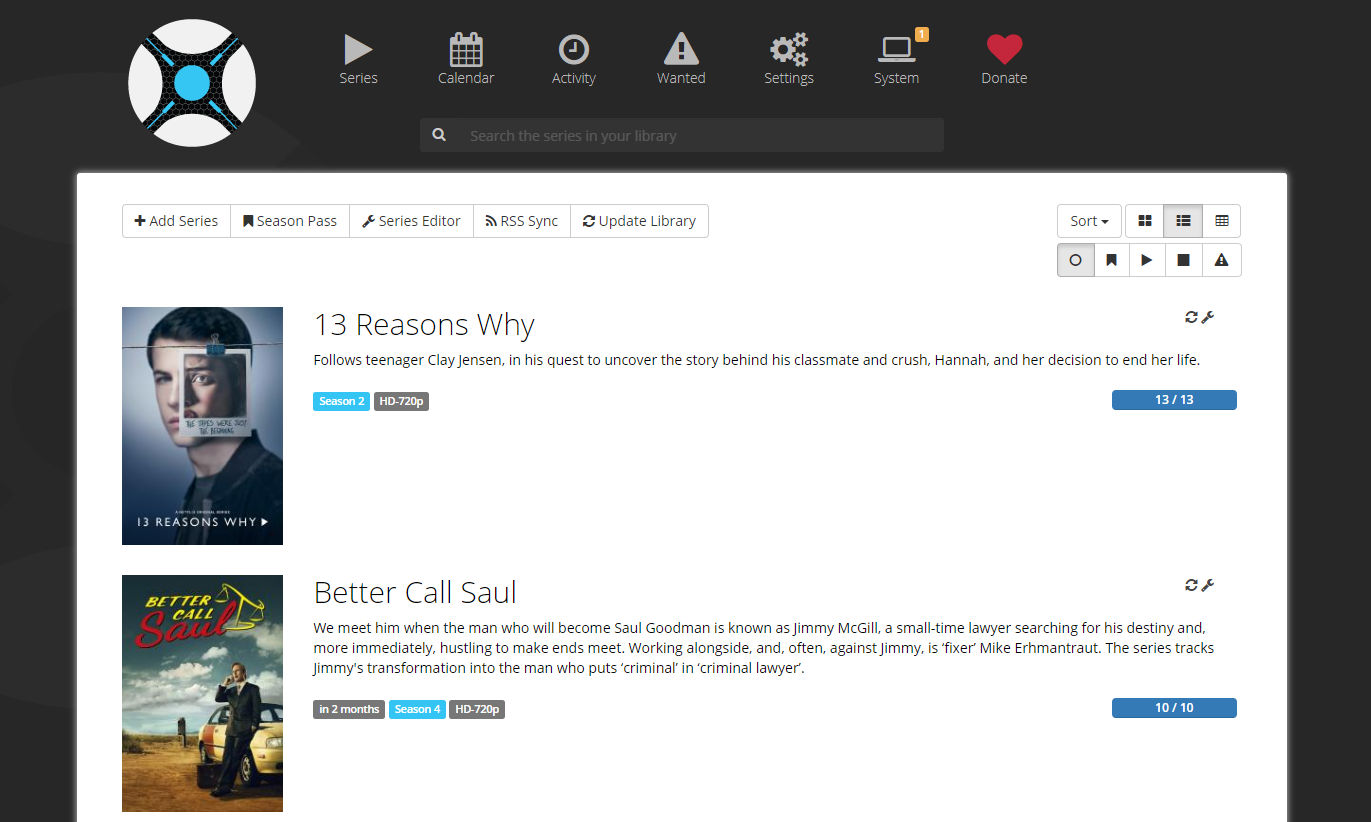 Series
Calendar
Activity
Wanted
Settings
1
System
Donate
Search the series in your library
Add Series
Season Pass
Series Editor
RSS Sync
Update Library
Sort
THE TAPES WERE JUST
THE BEGINNING
A NETFLIX ORIGINAL SERIES
13 REASONS WHY
13 Reasons Why
Follows teenager Clay Jensen, in his quest to uncover the story behind his classmate and crush, Hannah, and her decision to end her life.
Season 2 HD-720p
13 / 13
BETTER
CALL
Saul
Better Call Saul
We meet him when the man who will become Saul Goodman is known as Jimmy McGill, a small-time lawyer searching for his destiny and,
more immediately, hustling to make ends meet. Working alongside, and, often, against Jimmy, is ‘fixer’ Mike Erhmantraut. The series tracks
Jimmy's transformation into the man who puts ‘criminal’ in ‘criminal lawyer’.
in 2 months Season 4 HD-720p
10 / 10